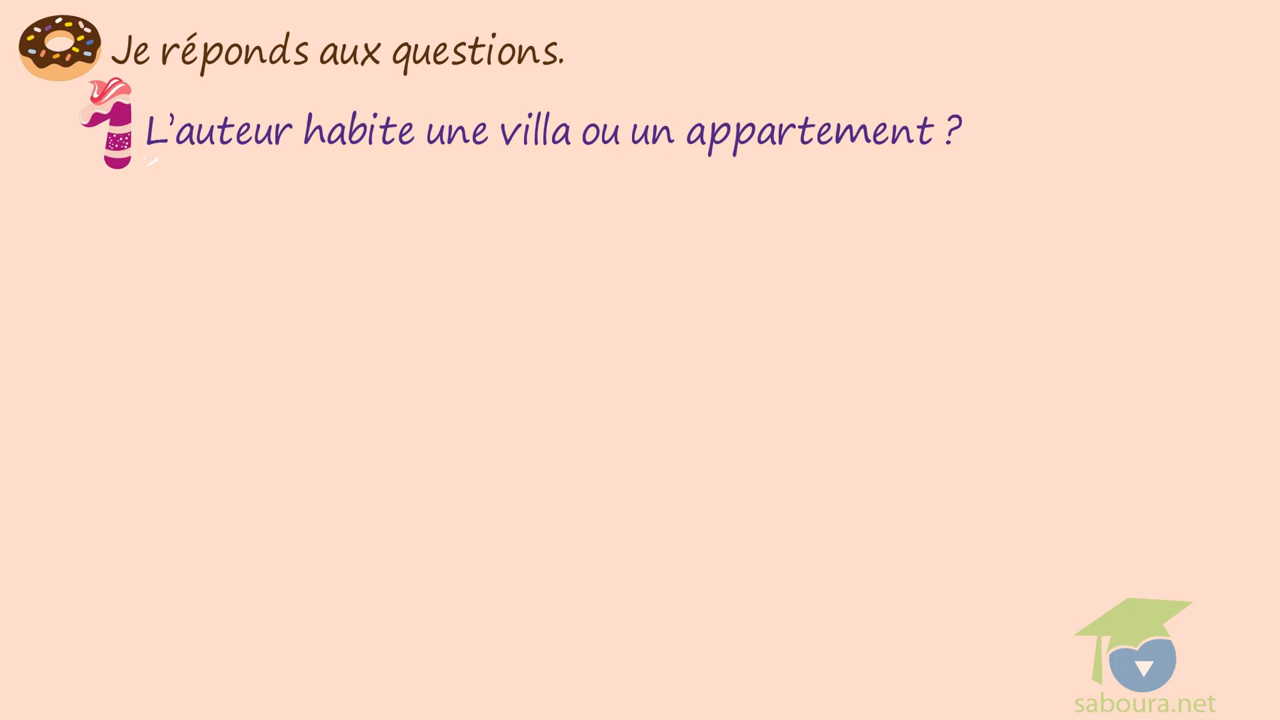 Je réponds aux questions.
1 L'auteur habite une villa ou un appartement ?
saboura.net